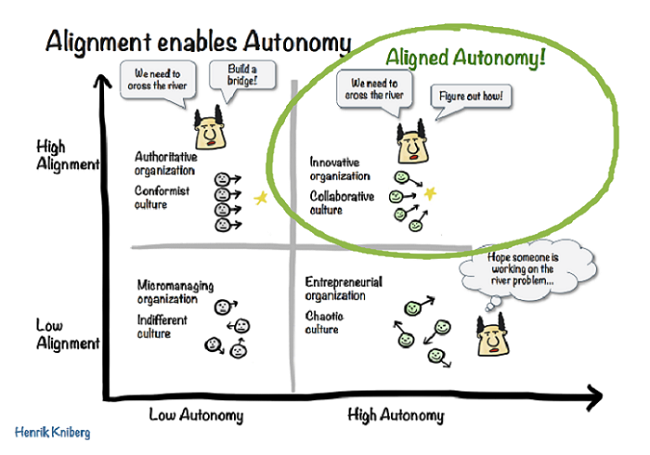 Alignment enables Autonomy
Aligned Autonomy!
We need to
cross the river
Build a
bridge!
We need to
cross the river
Figure out how!
High
Alignment
Authoritative
organization
Conformist
culture
Innovative
organization
Collaborative
culture
Hope someone is
working on the
river problem...
Low
Alignment
Micromanaging
organization
Indifferent
culture
Entrepreneurial
organization
Chaotic
culture
Low Autonomy
High Autonomy
Henrik Kniberg